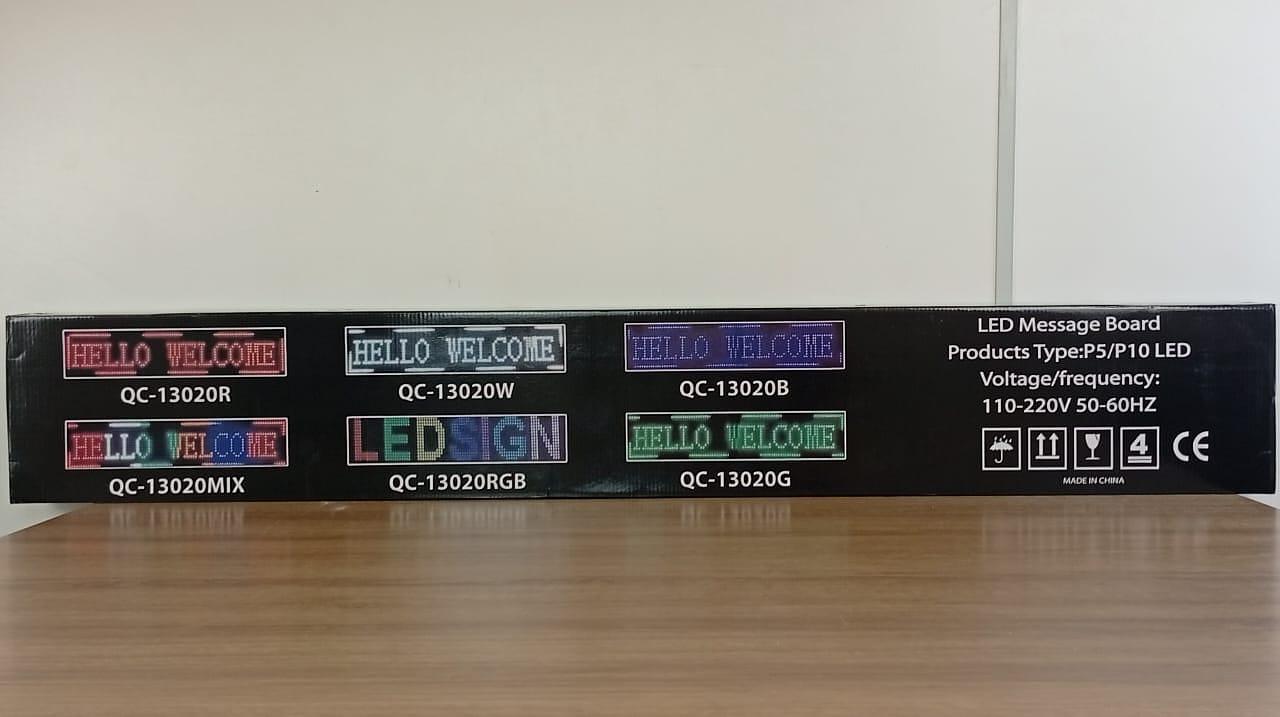 HELLO WELCOME
QC-13020R
HELLO WELCOME
QC-13020W
HELLO WELCOME
QC-13020B
HELLO WELCOME
QC-13020MIX
LEDSIGN
QC-13020RGB
HELLO WELCOME
QC-13020G
LED Message Board
Products Type:P5/P10 LED
Voltage/frequency:
110-220V 50-60HZ
4 CE
MADE IN CHINA